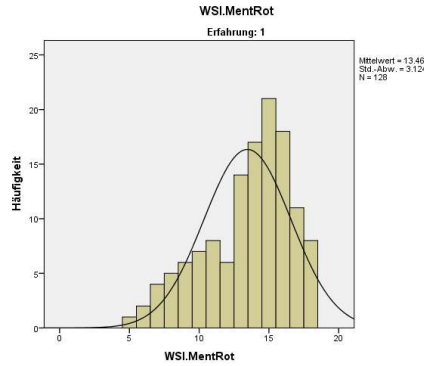 WSI.MentRot
Erfahrung: 1
Mittelwert = 13.46
Std.-Abw. = 3.124
N = 128
Häufigkeit
25
20
15
10
5
0
0 5 10 15 20
WSI.MentRot